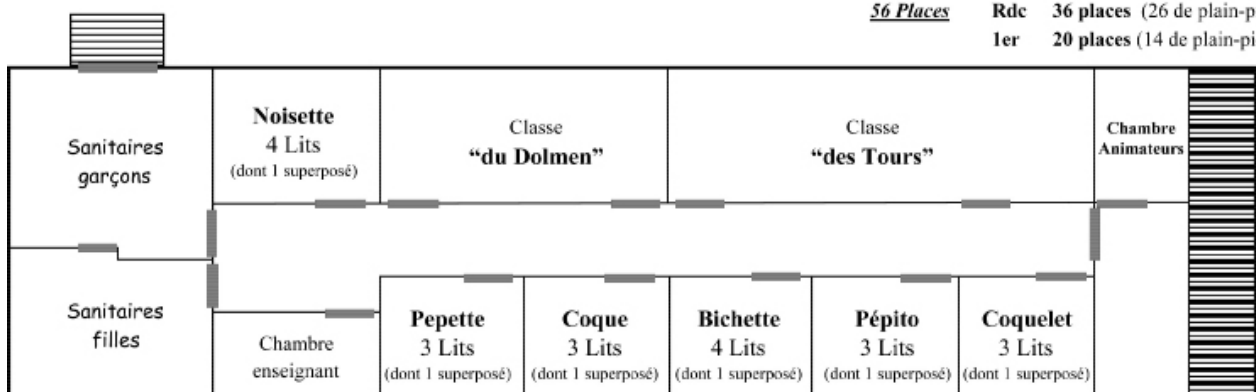 56 Places Rdc 36 places (26 de plain-p
1er 20 places (14 de plain-pi
Noisette
4 Lits
(dont 1 superposé)
Classe
“du Dolmen”
Classe
“des Tours”
Chambre
Animateurs
Sanitaires
garçons
Sanitaires
filles
Chambre
enseignant
Pepette
3 Lits
(dont 1 superposé)
Coque
3 Lits
(dont 1 superposé)
Bichette
4 Lits
(dont 1 superposé)
Pépito
3 Lits
(dont 1 superposé)
Coquelet
3 Lits
(dont 1 superposé)